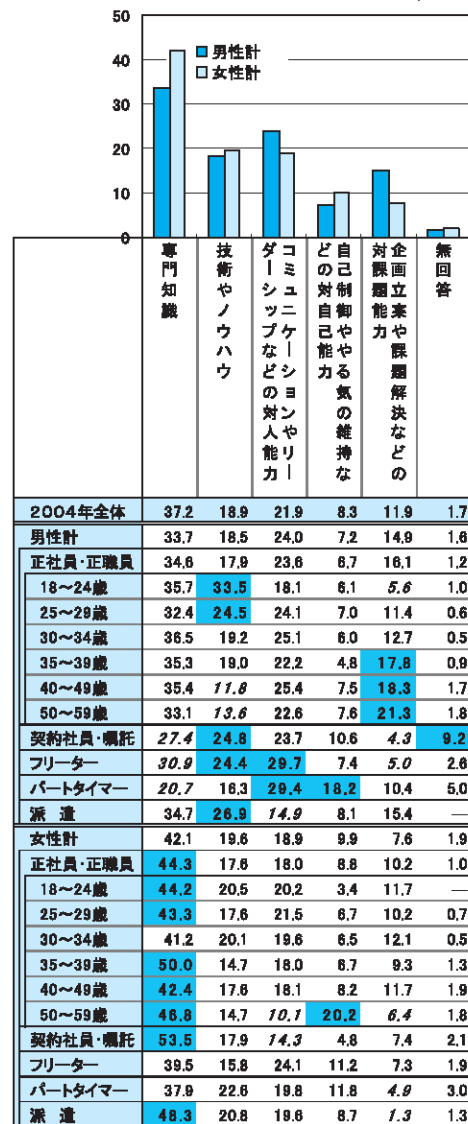 50
40
30
20
10
0
男性計
女性計
専門知識
技術やノウハウ
コミュニケーションやリー
ダーシップなどの対人能力
自己制御ややる気の維持な
どの対自己能力
企画立案や課題解決などの
対課題能力
無回答
2004年全体 37.2 18.9 21.9 8.3 11.9 1.7
男性計 33.7 18.5 24.0 7.2 14.9 1.6
正社員・正職員 34.6 17.9 23.6 6.7 16.1 1.2
18～24歳 35.7 33.5 18.1 6.1 5.6 1.0
25～29歳 32.4 24.5 24.1 7.0 11.4 0.6
30～34歳 36.5 19.2 25.1 6.0 12.7 0.5
35～39歳 35.3 19.0 22.2 4.8 17.8 0.9
40～49歳 35.4 11.8 25.4 7.5 18.3 1.7
50～59歳 33.1 13.6 22.6 7.6 21.3 1.8
契約社員・嘱託 27.4 24.8 23.7 10.6 4.3 9.2
フリーター 30.9 24.4 29.7 7.4 5.0 2.6
パートタイマー 20.7 16.3 29.4 18.2 10.4 5.0
派遣 34.7 26.9 14.9 8.1 15.4 —
女性計 42.1 19.6 18.9 9.9 7.6 1.9
正社員・正職員 44.3 17.6 18.0 8.8 10.2 1.0
18～24歳 44.2 20.5 20.2 3.4 11.7 —
25～29歳 43.3 17.6 21.5 6.7 10.2 0.7
30～34歳 41.2 20.1 19.6 6.5 12.1 0.5
35～39歳 50.0 14.7 18.0 6.7 9.3 1.3
40～49歳 42.4 17.6 18.1 8.2 11.7 1.9
50～59歳 46.8 14.7 10.1 20.2 6.4 1.8
契約社員・嘱託 53.5 17.9 14.3 4.8 7.4 2.1
フリーター 39.5 15.8 24.1 11.2 7.3 1.9
パートタイマー 37.9 22.6 19.8 11.8 4.9 3.0
派遣 48.3 20.8 19.6 8.7 1.3 1.3